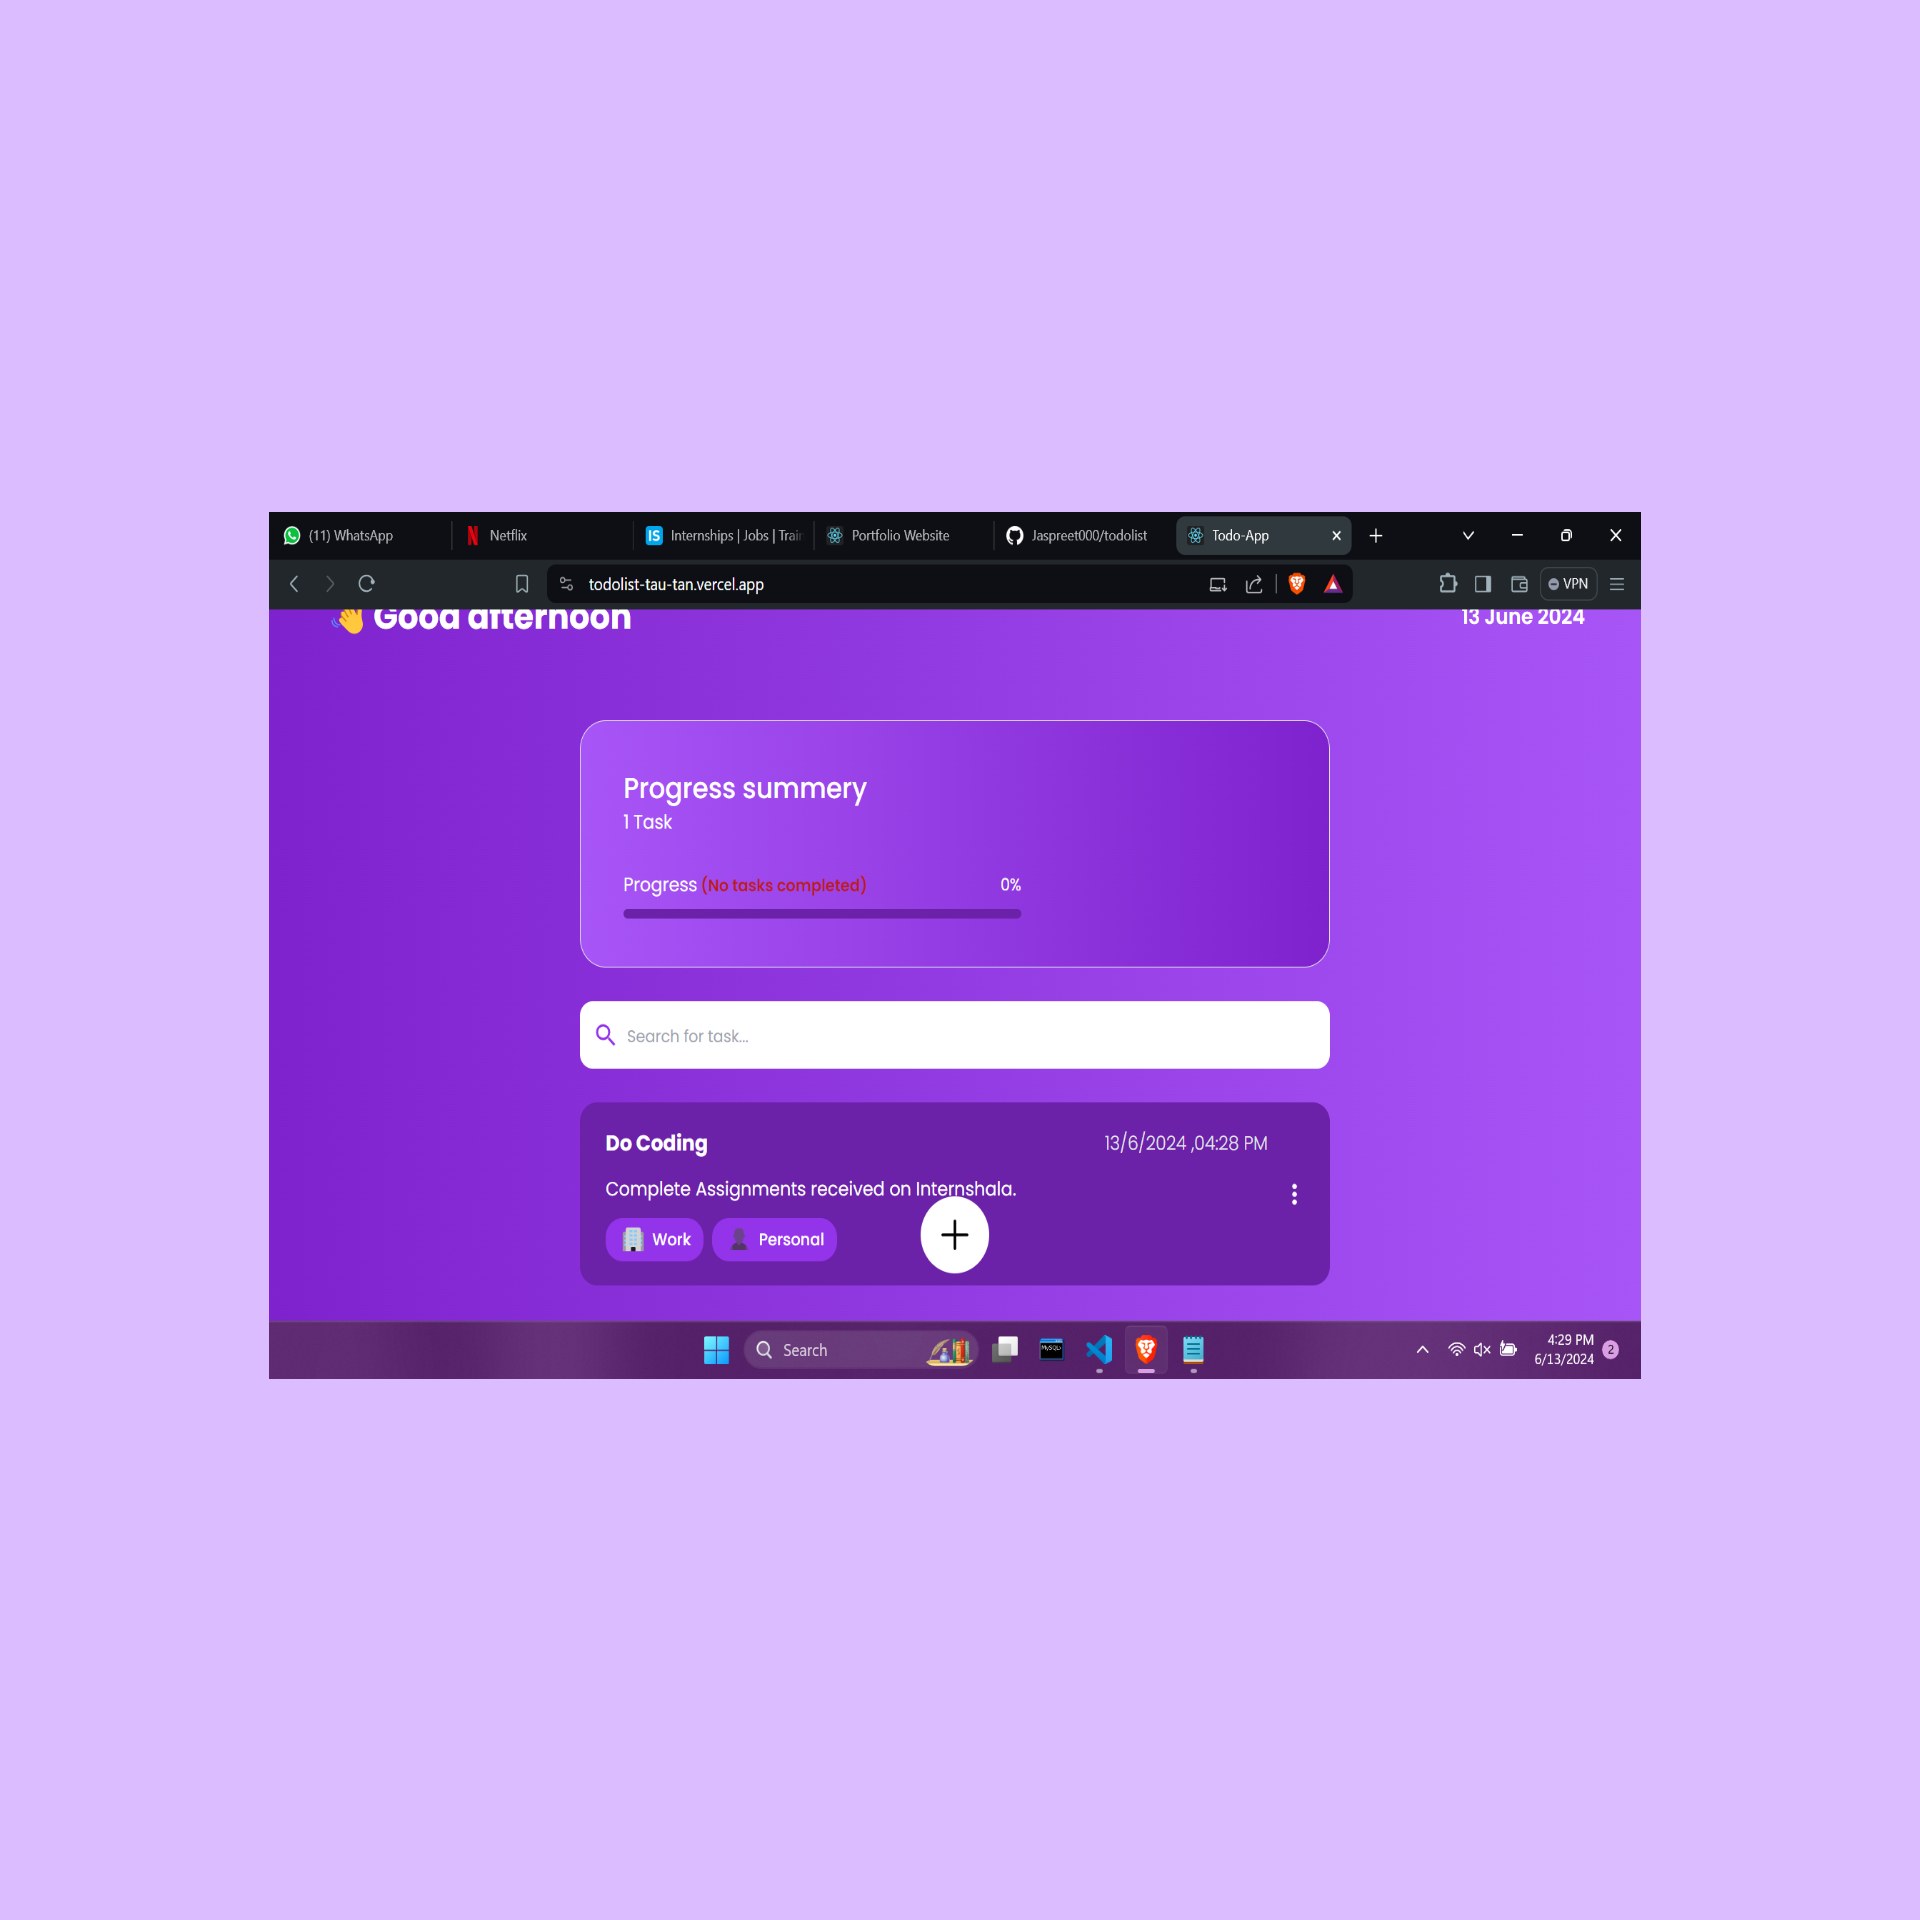 (11) WhatsApp
Netflix
Internships | Jobs | Train
Portfolio Website
Jaspreet000/todolist
Todo-App
todolist-tau-tan.vercel.app
VPN
Good afternoon
13 June 2024
Progress summery
1 Task
Progress (No tasks completed)
0%
Search for task...
Do Coding
13/6/2024 ,04:28 PM
Complete Assignments received on Internshala.
Work
Personal
Search
MySQL
4:29 PM
6/13/2024
2